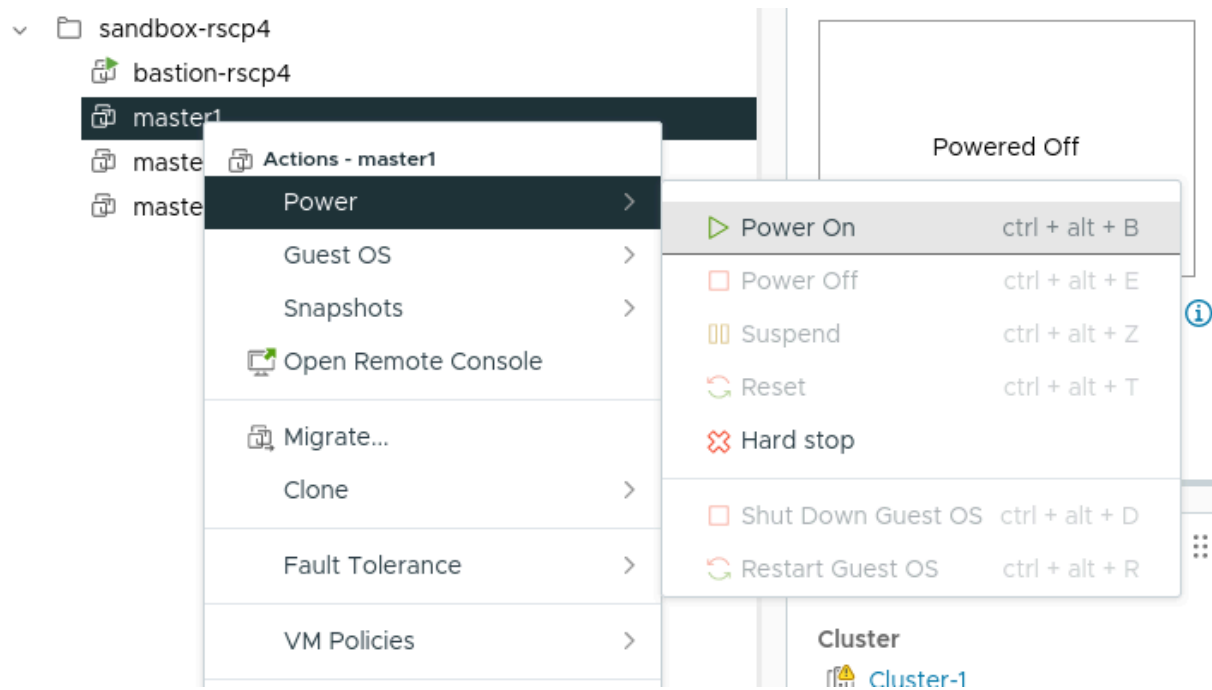 sandbox-rscp4
bastion-rscp4
master1
maste
maste
Actions - master1
Power
Guest OS
Snapshots
Open Remote Console
Migrate...
Clone
Fault Tolerance
VM Policies
Powered Off
Power On ctrl + alt + B
Power Off ctrl + alt + E
Suspend ctrl + alt + Z
Reset ctrl + alt + T
Hard stop
Shut Down Guest OS ctrl + alt + D
Restart Guest OS ctrl + alt + R
Cluster
Cluster-1